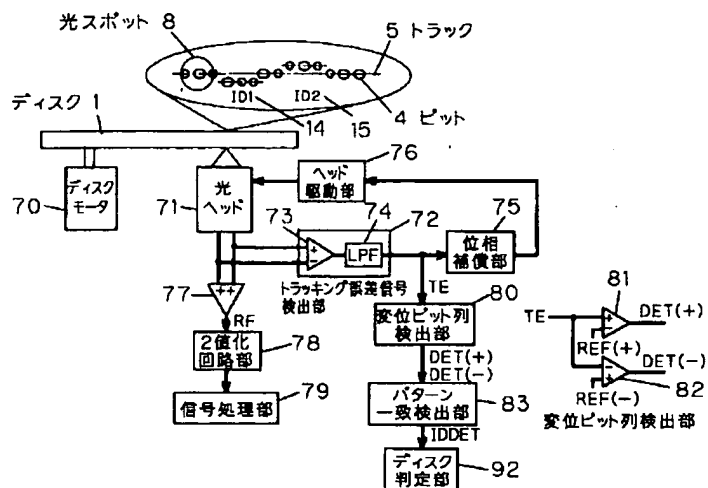 光スポット 8
5 トラック
ID1
ID2
14
15
4 ピット
ディスク 1
70
ディスク
モータ
71
光
ヘッド
76
ヘッド
駆動部
73
74
72
LPF
トラッキング誤差信号
検出部
75
位相
補償部
77
RF
TE
78
2値化
回路部
79
信号処理部
80
変位ピット列
検出部
DET(+)
DET(-)
83
パターン
一致検出部
IDDET
92
ディスク
判定部
TE
81
DET(+)
REF(+)
DET(-)
82
REF(-)
変位ピット列検出部